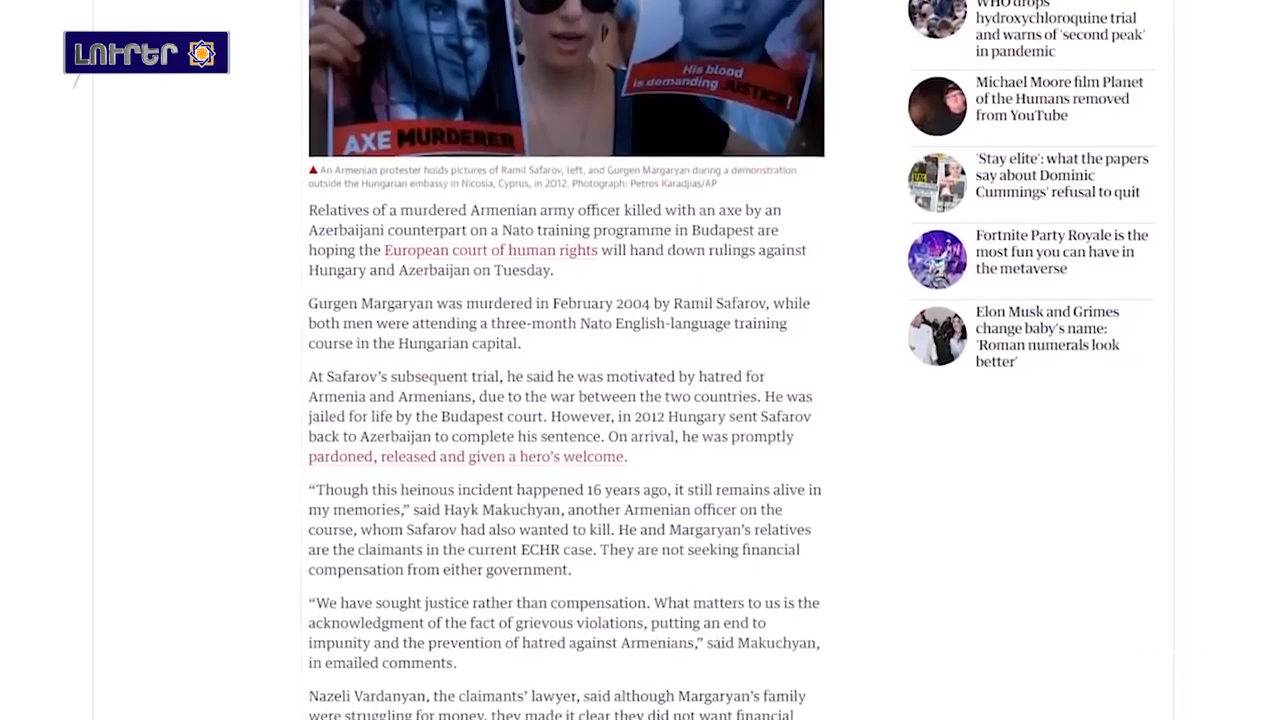 ԼՈՒՐԵՐ
His blood
is demanding JUSTICE!
AXE MURDERER
An Armenian protester holds pictures of Ramil Safarov, left, and Gurgen Margaryan during a demonstration
outside the Hungarian embassy in Nicosia, Cyprus, in 2012. Photograph: Petros Karadjias/AP
Relatives of a murdered Armenian army officer killed with an axe by an
Azerbaijani counterpart on a Nato training programme in Budapest are
hoping the European court of human rights will hand down rulings against
Hungary and Azerbaijan on Tuesday.
Gurgen Margaryan was murdered in February 2004 by Ramil Safarov, while
both men were attending a three-month Nato English-language training
course in the Hungarian capital.
At Safarov’s subsequent trial, he said he was motivated by hatred for
Armenia and Armenians, due to the war between the two countries. He was
jailed for life by the Budapest court. However, in 2012 Hungary sent Safarov
back to Azerbaijan to complete his sentence. On arrival, he was promptly
pardoned, released and given a hero’s welcome.
“Though this heinous incident happened 16 years ago, it still remains alive in
my memories,” said Hayk Makuchyan, another Armenian officer on the
course, whom Safarov had also wanted to kill. He and Margaryan’s relatives
are the claimants in the current ECHR case. They are not seeking financial
compensation from either government.
“We have sought justice rather than compensation. What matters to us is the
acknowledgment of the fact of grievous violations, putting an end to
impunity and the prevention of hatred against Armenians,” said Makuchyan,
in emailed comments.
Nazeli Vardanyan, the claimants’ lawyer, said although Margaryan’s family
were struggling for money, they made it clear they did not want financial
WHO drops
hydroxychloroquine trial
and warns of 'second peak'
in pandemic
Michael Moore film Planet
of the Humans removed
from YouTube
'Stay elite': what the papers
say about Dominic
Cummings' refusal to quit
Fortnite Party Royale is the
most fun you can have in
the metaverse
Elon Musk and Grimes
change baby's name:
'Roman numerals look
better'